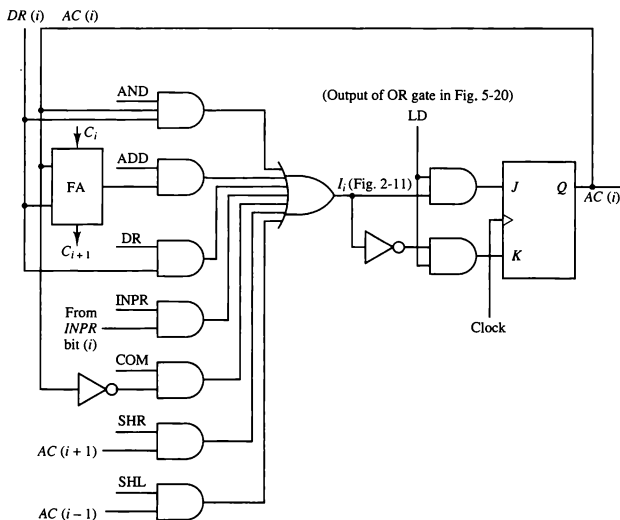 DR (i) AC (i)
AND
(Output of OR gate in Fig. 5-20)
LD
C_i
ADD
FA
I_i (Fig. 2-11)
J Q
AC (i)
C_{i+1}
DR
K
INPR
From
INPR
bit (i)
Clock
COM
SHR
AC (i + 1)
SHL
AC (i − 1)